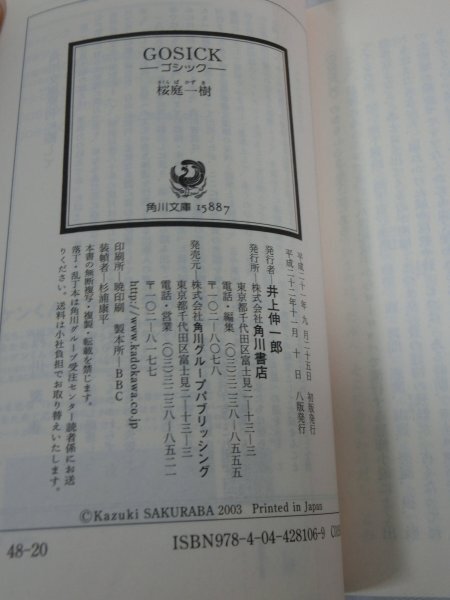 GOSICK
―ゴシック―
さくらばかずき
桜庭一樹
角川文庫 15887
平成二十一年九月二十五日 初版発行
平成二十二年十一月十日 八版発行
発行者―井上伸一郎
発行所―株式会社角川書店
東京都千代田区富士見二―十三―三
電話・編集 (〇三)三二三八―八五五五
〒一〇二―八〇七八
発売元―株式会社角川グループパブリッシング
東京都千代田区富士見二―十三―三
電話・営業 (〇三)三二三八―八五二一
〒一〇二―八一七七
http://www.kadokawa.co.jp
印刷所―暁印刷 製本所―BBC
装幀者―杉浦康平
本書の無断複写・複製・転載を禁じます。
落丁・乱丁本は角川グループ受注センター読者係にお送
りください。送料は小社負担でお取り替えいたします。
©Kazuki SAKURABA 2003 Printed in Japan
48-20
ISBN978-4-04-428106-9